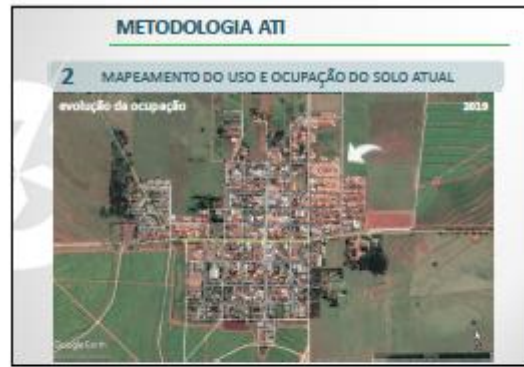 METODOLOGIA ATI
2 MAPEAMENTO DO USO E OCUPAÇÃO DO SOLO ATUAL
evolução da ocupação 2019
Google Earth